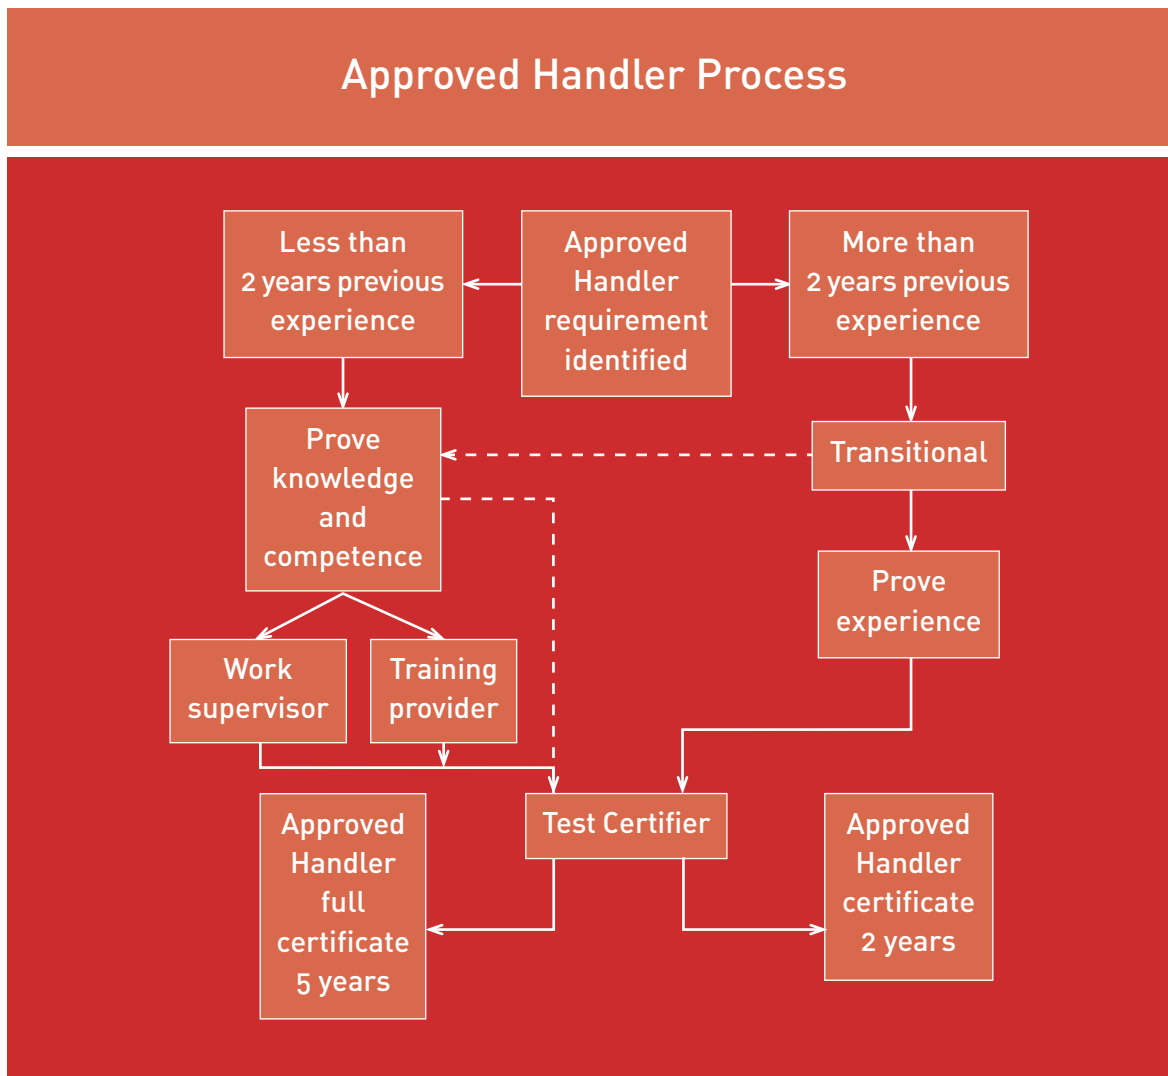 Approved Handler Process
Less than
2 years previous
experience
Approved
Handler
requirement
identified
More than
2 years previous
experience
Prove
knowledge
and
competence
Transitional
Prove
experience
Work
supervisor
Training
provider
Test Certifier
Approved
Handler
full
certificate
5 years
Approved
Handler
certificate
2 years